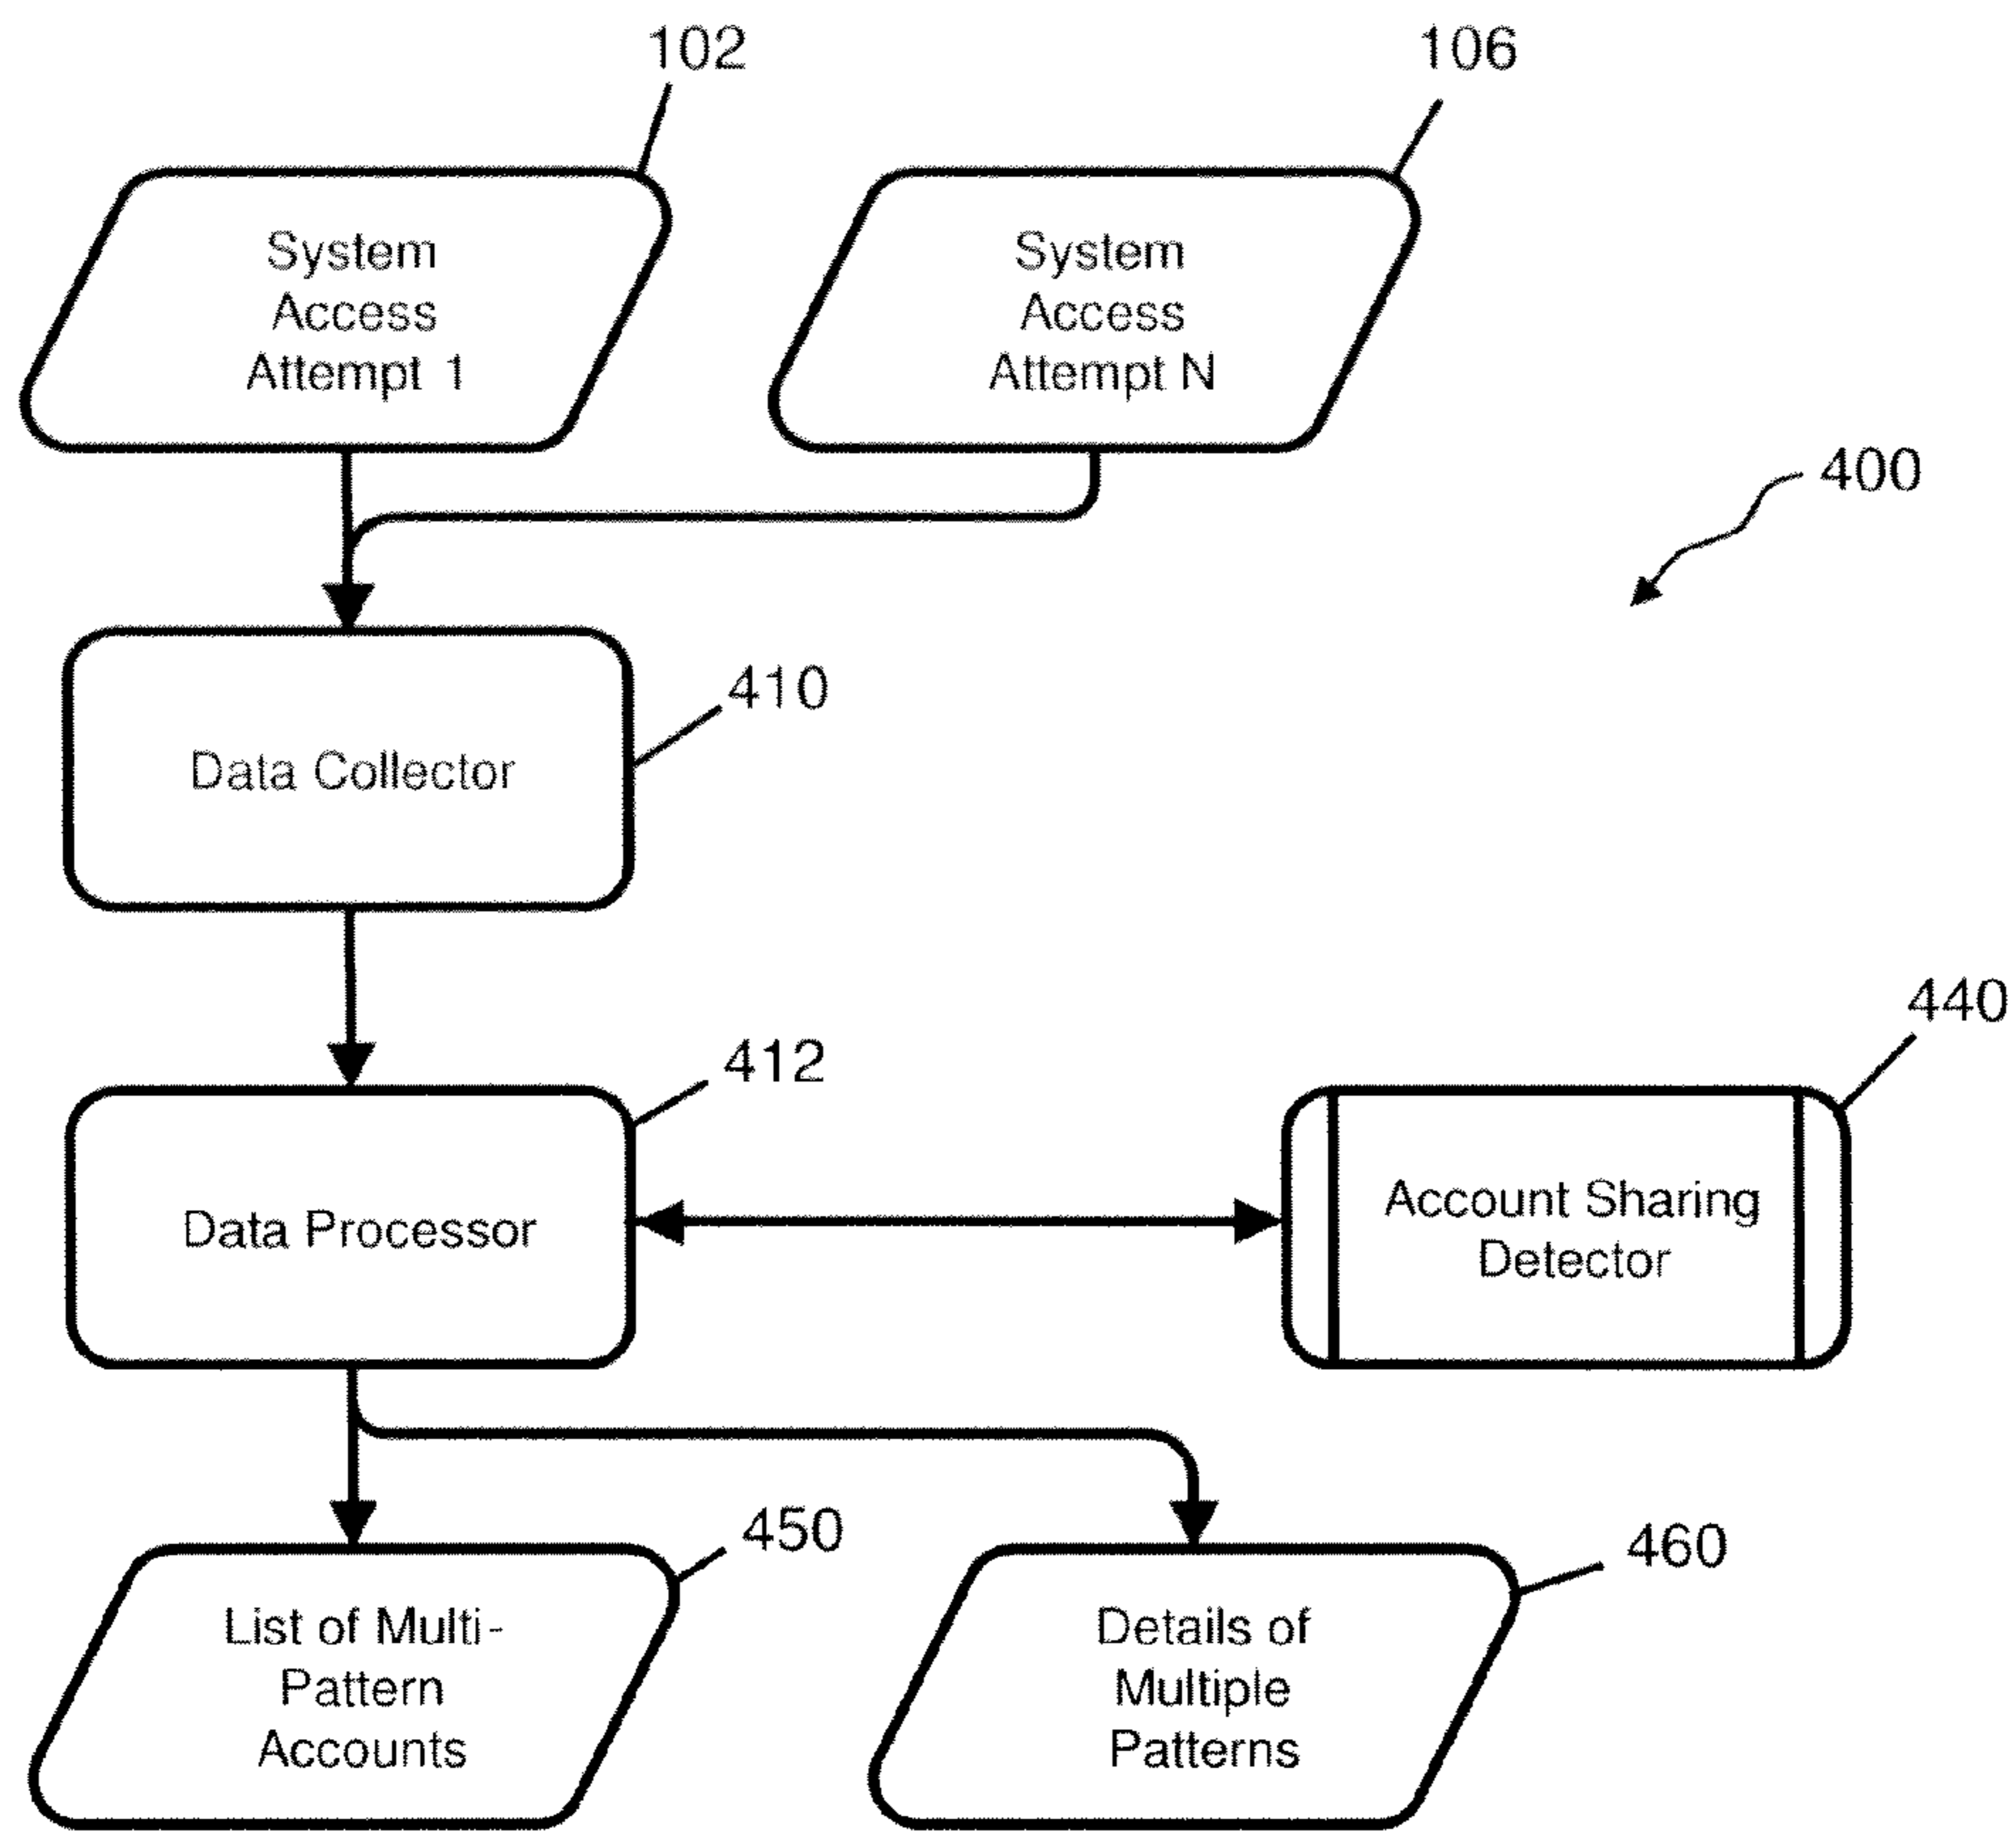 102
106
System
Access
Attempt 1
System
Access
Attempt N
400
410
Data Collector
440
412
Data Processor
Account Sharing
Detector
450
460
List of Multi-
Pattern
Accounts
Details of
Multiple
Patterns